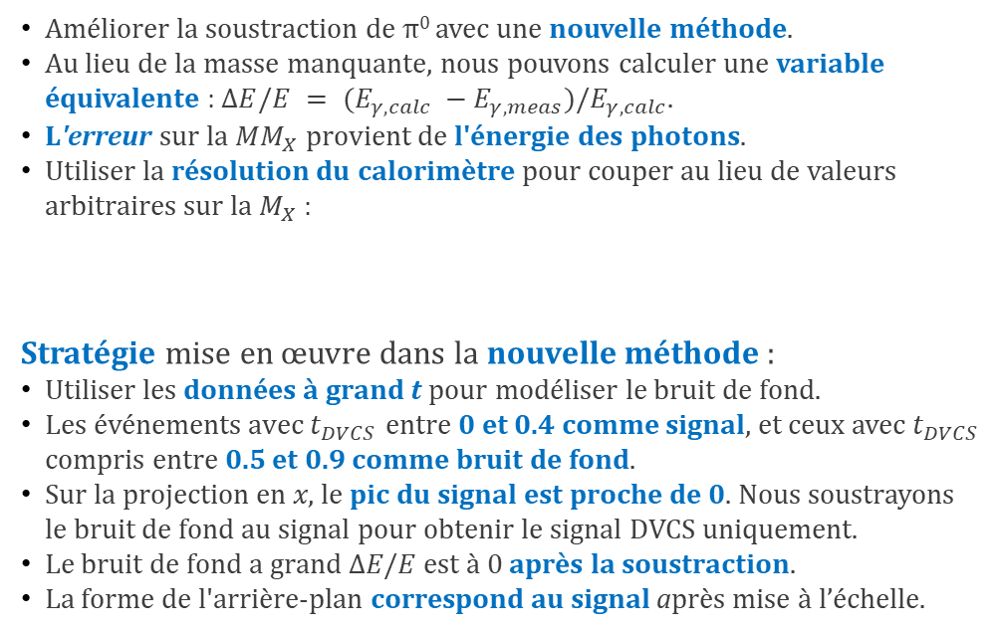 • Améliorer la soustraction de π⁰ avec une nouvelle méthode.
• Au lieu de la masse manquante, nous pouvons calculer une variable
équivalente : ΔE/E = (E_{γ,calc} − E_{γ,meas})/E_{γ,calc}.
• L'erreur sur la MM_X provient de l'énergie des photons.
• Utiliser la résolution du calorimètre pour couper au lieu de valeurs
arbitraires sur la M_X :
Stratégie mise en œuvre dans la nouvelle méthode :
• Utiliser les données à grand t pour modéliser le bruit de fond.
• Les événements avec t_{DVCS} entre 0 et 0.4 comme signal, et ceux avec t_{DVCS}
compris entre 0.5 et 0.9 comme bruit de fond.
• Sur la projection en x, le pic du signal est proche de 0. Nous soustrayons
le bruit de fond au signal pour obtenir le signal DVCS uniquement.
• Le bruit de fond a grand ΔE/E est à 0 après la soustraction.
• La forme de l'arrière-plan correspond au signal après mise à l’échelle.